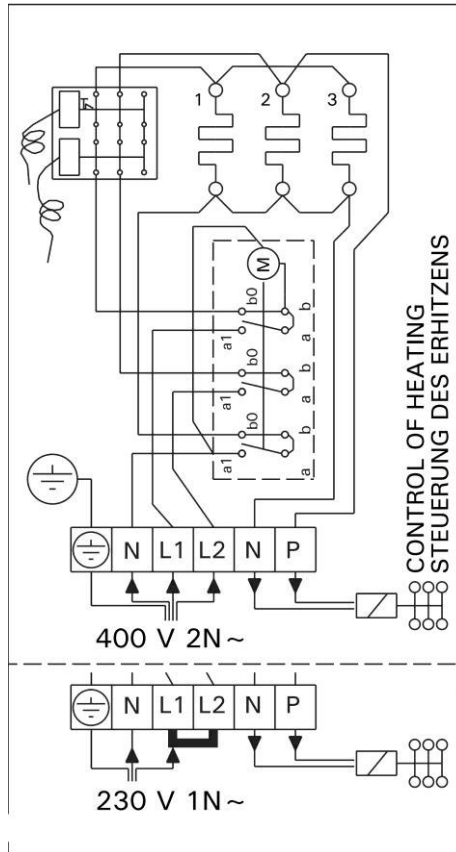 1 2 3
M
b0 b
a1 a
b0 b
a1 a
b0 b
a1 a
CONTROL OF HEATING
STEUERUNG DES ERHITZENS
N L1 L2 N P
400 V 2N ~
N L1 L2 N P
230 V 1N ~